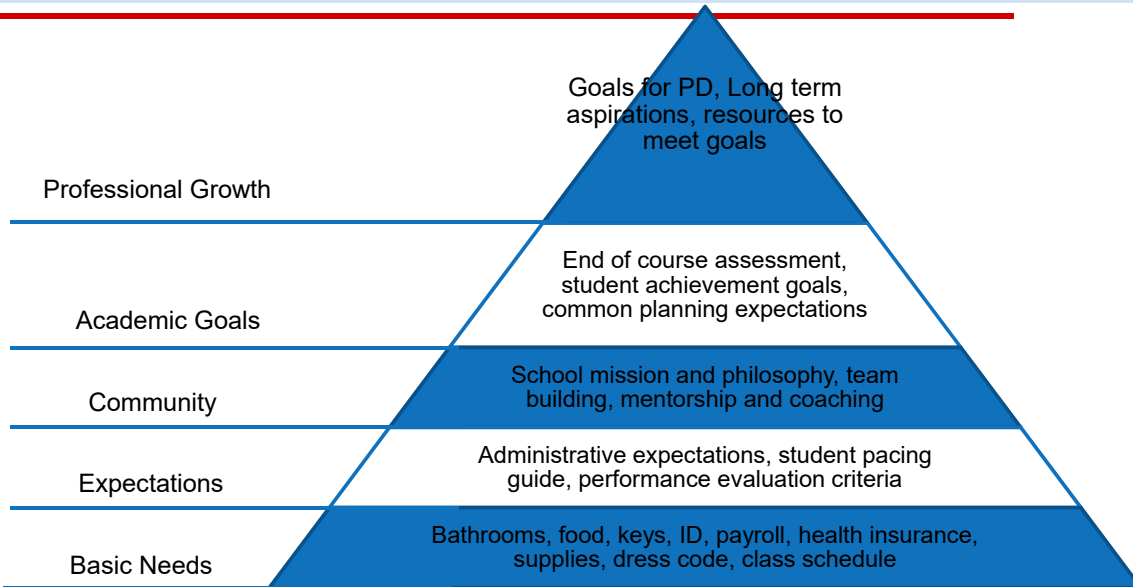 Goals for PD, Long term
aspirations, resources to
meet goals
Professional Growth
End of course assessment,
student achievement goals,
common planning expectations
Academic Goals
School mission and philosophy, team
building, mentorship and coaching
Community
Administrative expectations, student pacing
guide, performance evaluation criteria
Expectations
Bathrooms, food, keys, ID, payroll, health insurance,
supplies, dress code, class schedule
Basic Needs